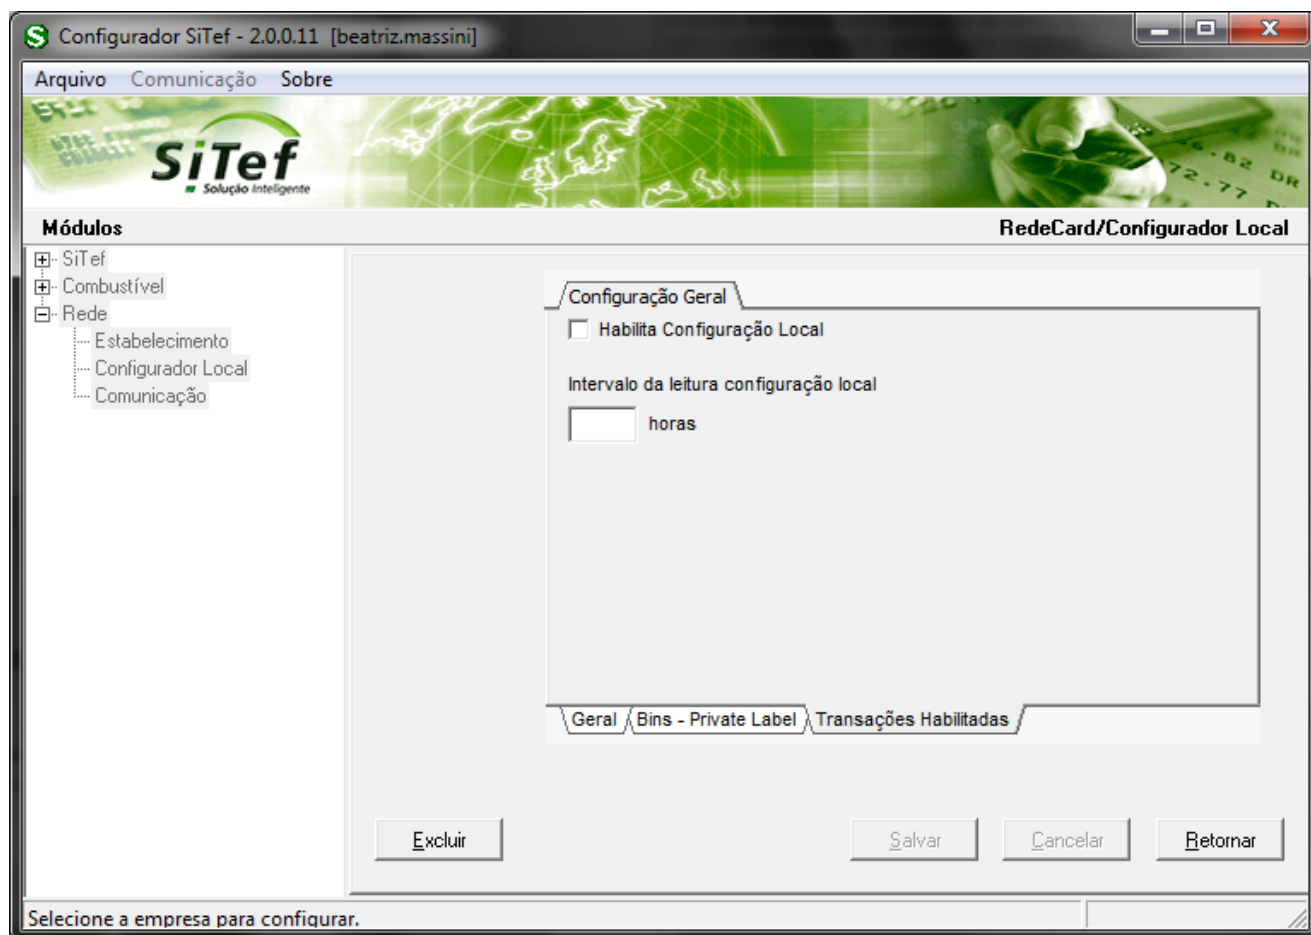 Configurador SiTef - 2.0.0.11 [beatriz.massini]
Arquivo Comunicação Sobre
SiTef
Solução Inteligente
Módulos
RedeCard/Configurador Local
SiTef
Combustível
Rede
Estabelecimento
Configurador Local
Comunicação
Configuração Geral
Habilita Configuração Local
Intervalo da leitura configuração local
horas
Geral Bins - Private Label Transações Habilitadas
Excluir Salvar Cancelar Retornar
Selecione a empresa para configurar.